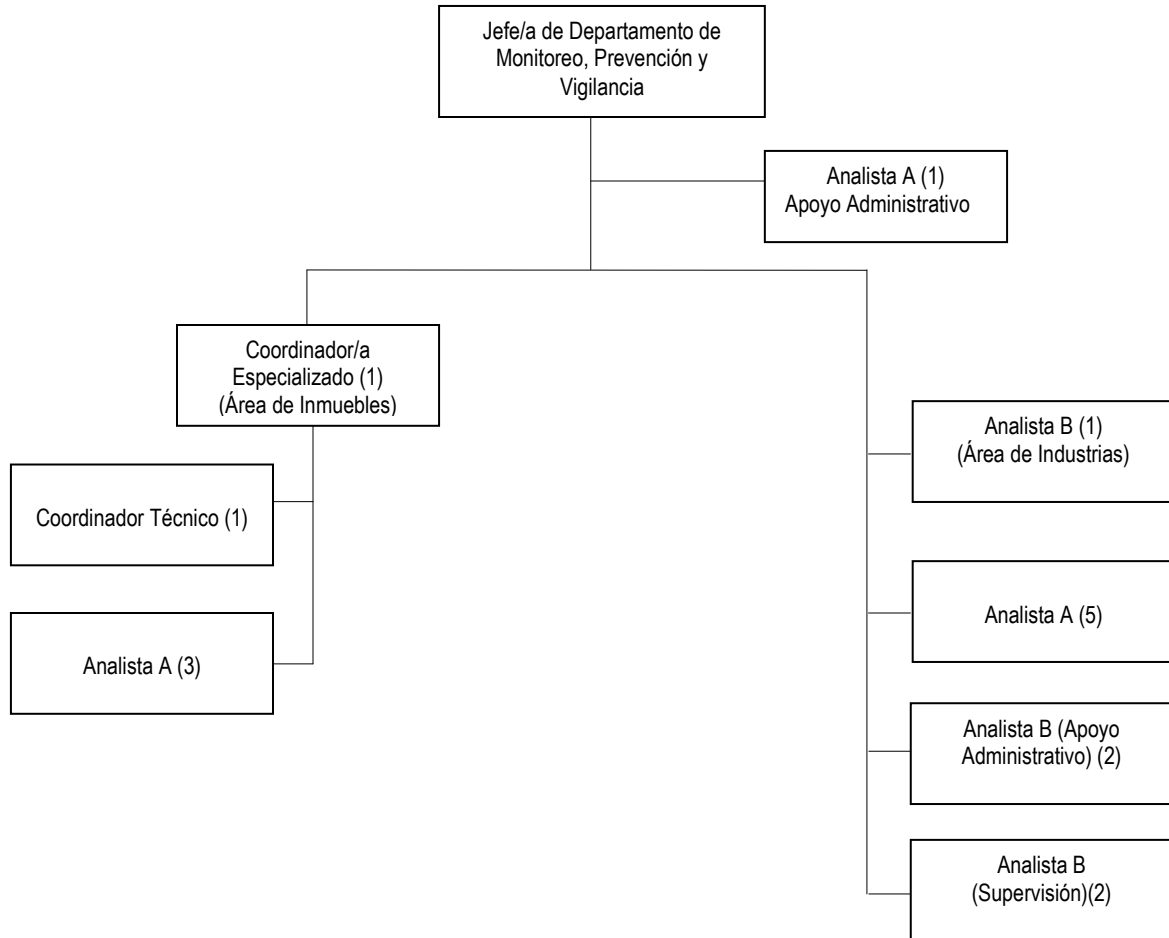 Jefe/a de Departamento de
Monitoreo, Prevención y
Vigilancia
Analista A (1)
Apoyo Administrativo
Coordinador/a
Especializado (1)
(Área de Inmuebles)
Coordinador Técnico (1)
Analista A (3)
Analista B (1)
(Área de Industrias)
Analista A (5)
Analista B (Apoyo
Administrativo) (2)
Analista B
(Supervisión)(2)